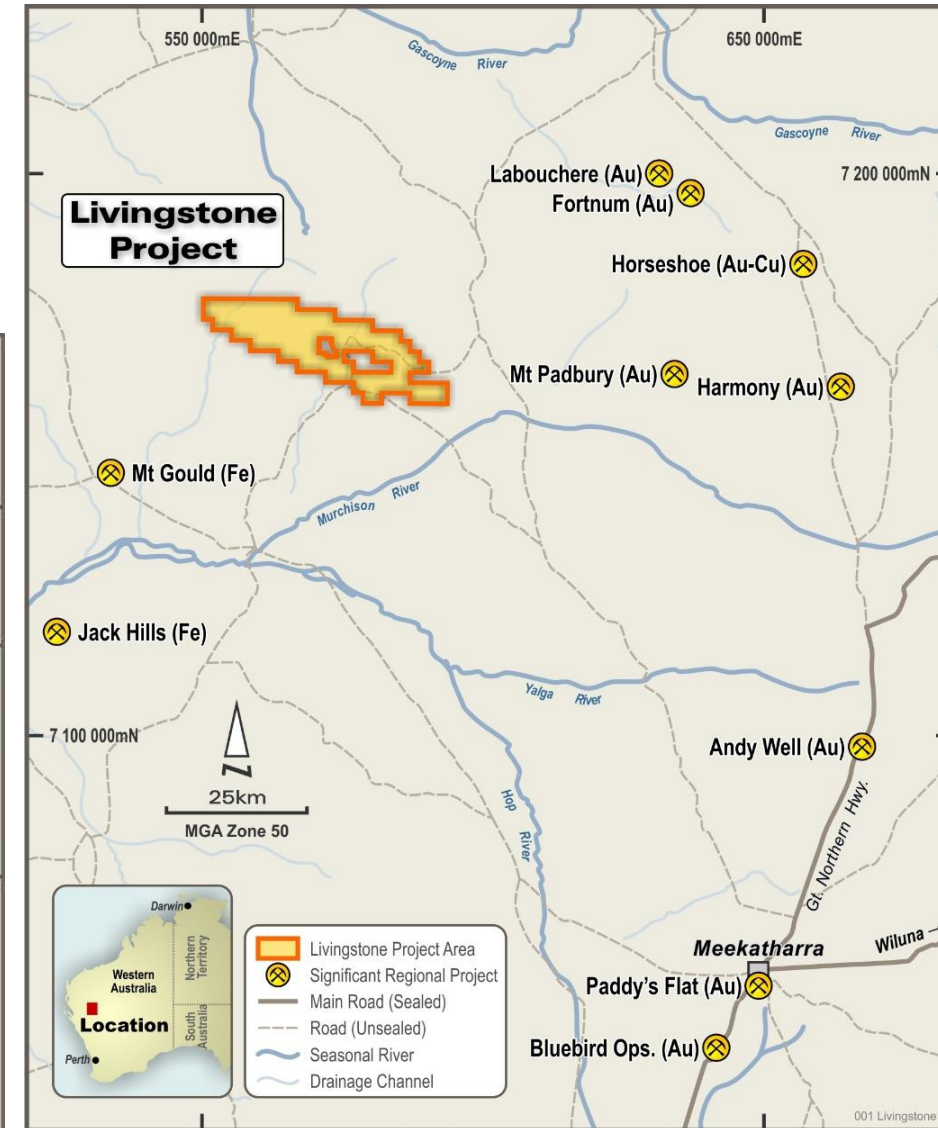 550 000mE
650 000mE
Gascoyne River
Gascoyne River
Labouchere (Au)
7 200 000mN
Fortnum (Au)
Livingstone
Project
Horseshoe (Au-Cu)
Mt Padbury (Au)
Harmony (Au)
Mt Gould (Fe)
Murchison River
Jack Hills (Fe)
Yalga River
7 100 000mN
Andy Well (Au)
N
25km
MGA Zone 50
Hop River
Gt. Northern Hwy.
Darwin
Northern
Territory
Western
Australia
South
Australia
Location
Perth
Livingstone Project Area
Significant Regional Project
Main Road (Sealed)
Road (Unsealed)
Seasonal River
Drainage Channel
Meekatharra
Wiluna
Paddy's Flat (Au)
Bluebird Ops. (Au)
001 Livingstone